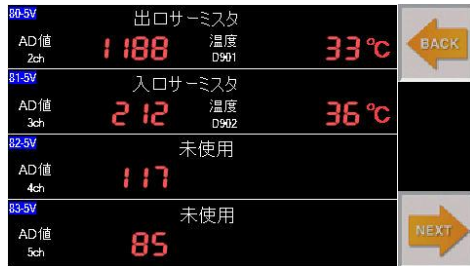 80-5V 出口サーミスタ
AD値 1188 温度 33℃
2ch D901
BACK
81-5V 入口サーミスタ
AD値 212 温度 36℃
3ch D902
82-5V 未使用
AD値 117
4ch
83-5V 未使用
AD値 85
5ch
NEXT